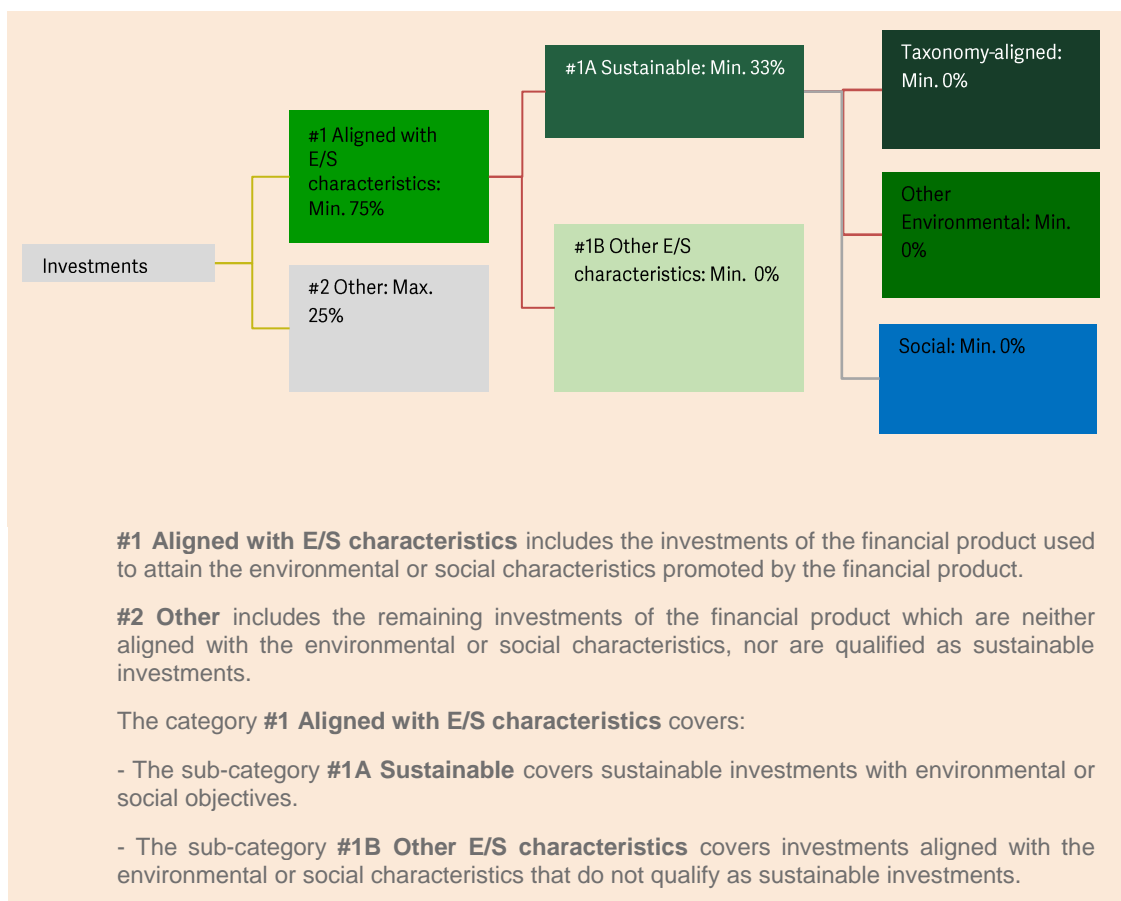 Investments
#1 Aligned with
E/S
characteristics:
Min. 75%
#2 Other: Max.
25%
#1A Sustainable: Min. 33%
#1B Other E/S
characteristics: Min. 0%
Taxonomy-aligned:
Min. 0%
Other
Environmental: Min.
0%
Social: Min. 0%
#1 Aligned with E/S characteristics includes the investments of the financial product used
to attain the environmental or social characteristics promoted by the financial product.
#2 Other includes the remaining investments of the financial product which are neither
aligned with the environmental or social characteristics, nor are qualified as sustainable
investments.
The category #1 Aligned with E/S characteristics covers:
- The sub-category #1A Sustainable covers sustainable investments with environmental or
social objectives.
- The sub-category #1B Other E/S characteristics covers investments aligned with the
environmental or social characteristics that do not qualify as sustainable investments.